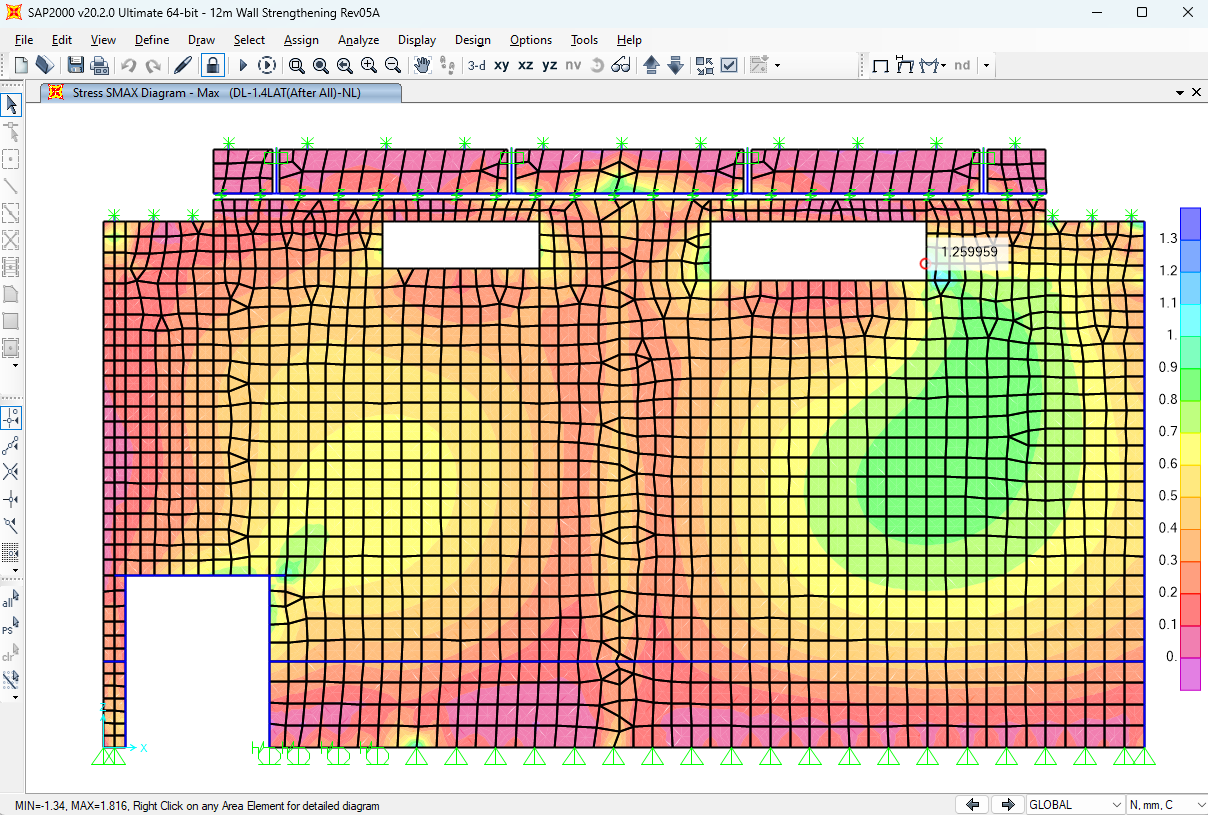 SAP2000 v20.2.0 Ultimate 64-bit - 12m Wall Strengthening Rev05A
File Edit View Define Draw Select Assign Analyze Display Design Options Tools Help
3-d xy xz yz nv nd
Stress SMAX Diagram - Max (DL-1.4LAT(After All)-NL)
1.259959
1.3
1.2
1.1
1.
0.9
0.8
0.7
0.6
0.5
0.4
0.3
0.2
0.1
0.
all
PS
clr
Z
X
MIN=-1.34, MAX=1.816, Right Click on any Area Element for detailed diagram
GLOBAL
N, mm, C